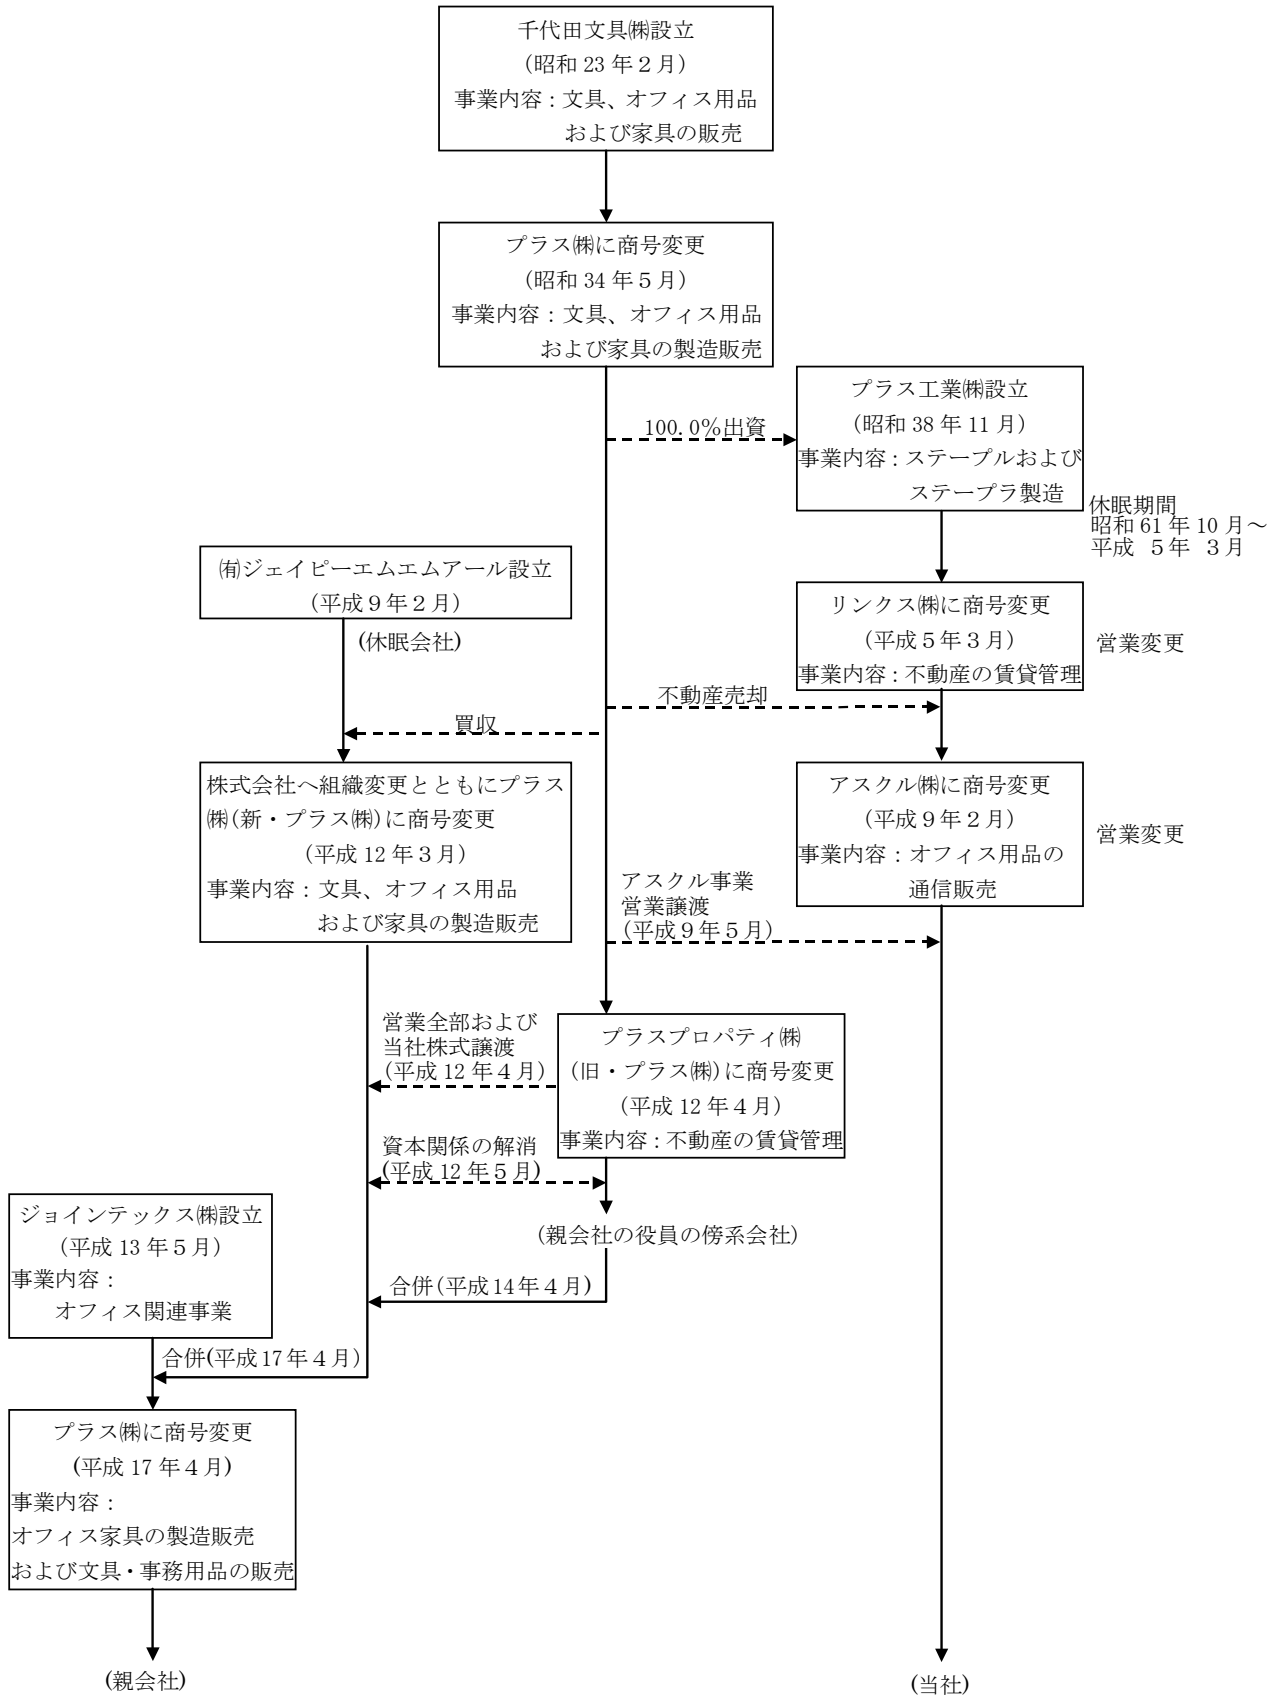 千代田文具㈱設立
(昭和 23 年２月)
事業内容：文具、オフィス用品
および家具の販売
プラス㈱に商号変更
(昭和 34 年５月)
事業内容：文具、オフィス用品
および家具の製造販売
プラス工業㈱設立
(昭和 38 年 11 月)
事業内容：ステープルおよび
ステープラ製造
100.0％出資
休眠期間
昭和 61 年 10 月～
平成 ５年 ３月
㈲ジェイピーエムエムアール設立
(平成９年２月)
(休眠会社)
リンクス㈱に商号変更
(平成５年３月)
事業内容：不動産の賃貸管理
営業変更
不動産売却
買収
株式会社へ組織変更とともにプラス
㈱(新・プラス㈱)に商号変更
(平成 12 年３月)
事業内容：文具、オフィス用品
および家具の製造販売
アスクル㈱に商号変更
(平成９年２月)
事業内容：オフィス用品の
通信販売
営業変更
アスクル事業
営業譲渡
(平成９年５月)
営業全部および
当社株式譲渡
(平成 12 年４月)
プラスプロパティ㈱
(旧・プラス㈱)に商号変更
(平成 12 年４月)
事業内容：不動産の賃貸管理
資本関係の解消
(平成 12 年５月)
(親会社の役員の傍系会社)
ジョインテックス㈱設立
(平成 13 年５月)
事業内容：
オフィス関連事業
合併(平成14年４月)
合併(平成17年４月)
プラス㈱に商号変更
(平成 17 年４月)
事業内容：
オフィス家具の製造販売
および文具・事務用品の販売
(親会社)
(当社)